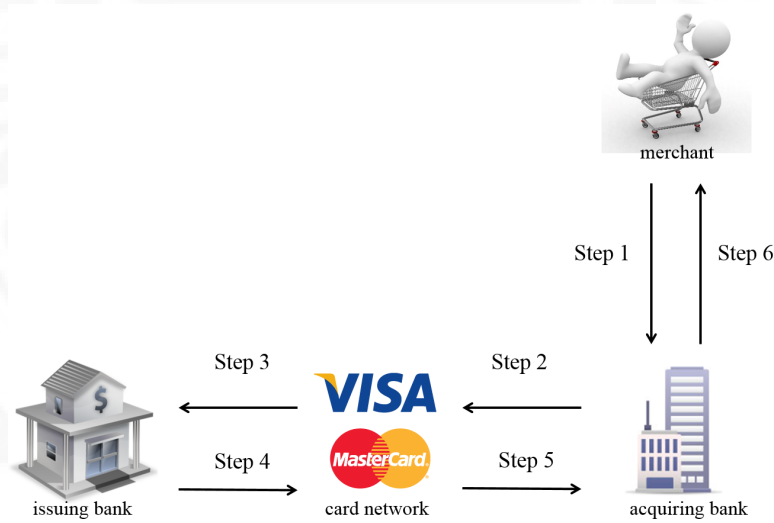 merchant
Step 1
Step 6
Step 3
Step 2
VISA
$
MasterCard
Step 4
Step 5
issuing bank
card network
acquiring bank